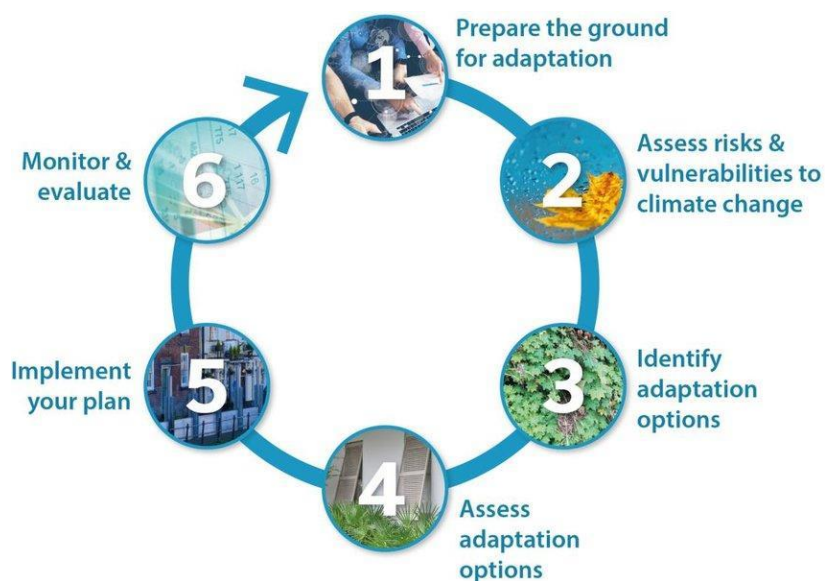 1
Prepare the ground
for adaptation
2
Assess risks &
vulnerabilities to
climate change
3
Identify
adaptation
options
4
Assess
adaptation
options
5
Implement
your plan
6
Monitor &
evaluate